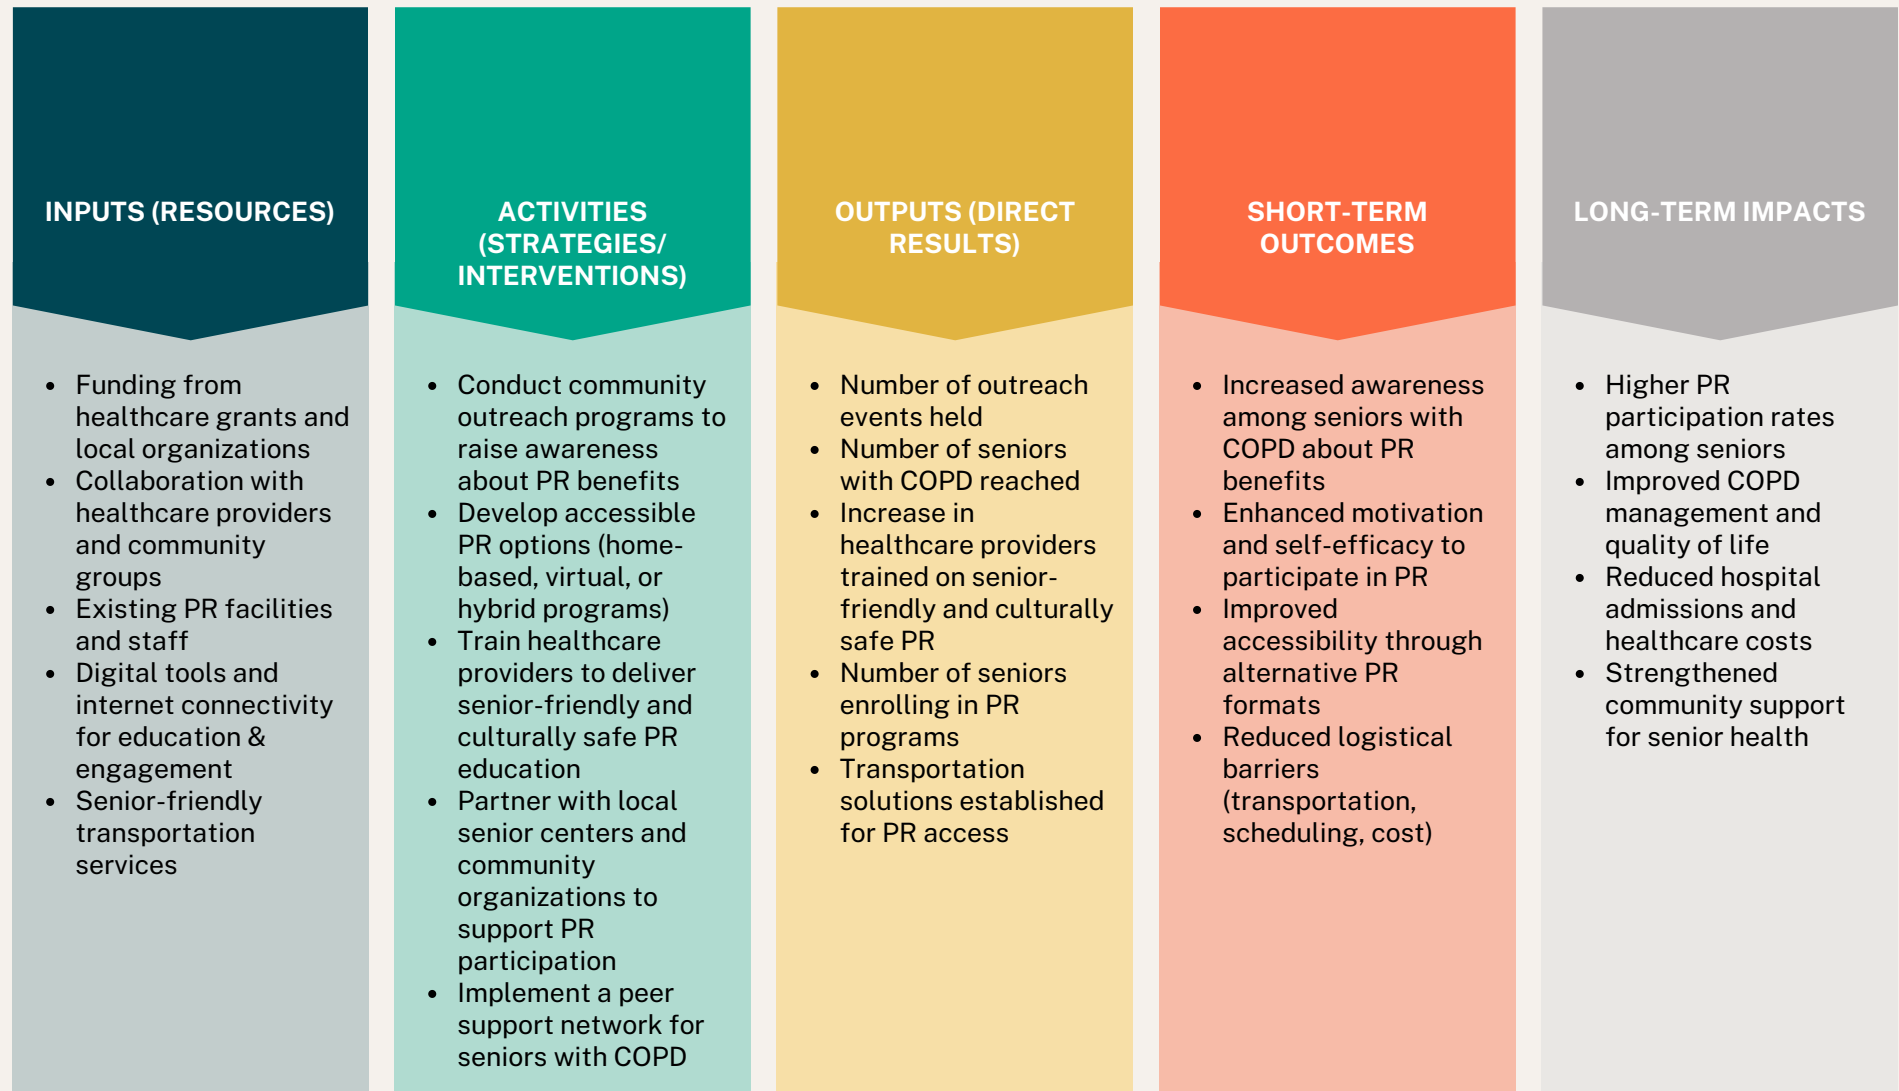 INPUTS (RESOURCES)
• Funding from
healthcare grants and
local organizations
• Collaboration with
healthcare providers
and community
groups
• Existing PR facilities
and staff
• Digital tools and
internet connectivity
for education &
engagement
• Senior-friendly
transportation
services
ACTIVITIES
(STRATEGIES/
INTERVENTIONS)
• Conduct community
outreach programs to
raise awareness
about PR benefits
• Develop accessible
PR options (home-
based, virtual, or
hybrid programs)
• Train healthcare
providers to deliver
senior-friendly and
culturally safe PR
education
• Partner with local
senior centers and
community
organizations to
support PR
participation
• Implement a peer
support network for
seniors with COPD
OUTPUTS (DIRECT
RESULTS)
• Number of outreach
events held
• Number of seniors
with COPD reached
• Increase in
healthcare providers
trained on senior-
friendly and culturally
safe PR
• Number of seniors
enrolling in PR
programs
• Transportation
solutions established
for PR access
SHORT-TERM
OUTCOMES
• Increased awareness
among seniors with
COPD about PR
benefits
• Enhanced motivation
and self-efficacy to
participate in PR
• Improved
accessibility through
alternative PR
formats
• Reduced logistical
barriers
(transportation,
scheduling, cost)
LONG-TERM IMPACTS
• Higher PR
participation rates
among seniors
• Improved COPD
management and
quality of life
• Reduced hospital
admissions and
healthcare costs
• Strengthened
community support
for senior health